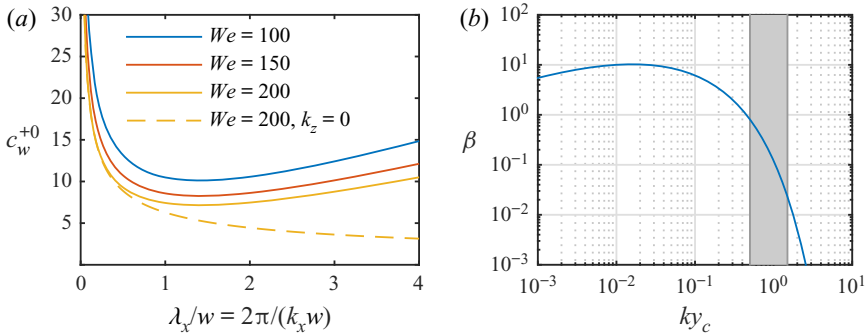 (a)
30
25
20
15
10
5
c_w^{+0}
We = 100
We = 150
We = 200
We = 200, k_z = 0
0 1 2 3 4
λ_x/w = 2π/(k_x w)
(b)
10^2
10^1
10^0
10^{-1}
10^{-2}
10^{-3}
β
10^{-3} 10^{-2} 10^{-1} 10^0 10^1
ky_c